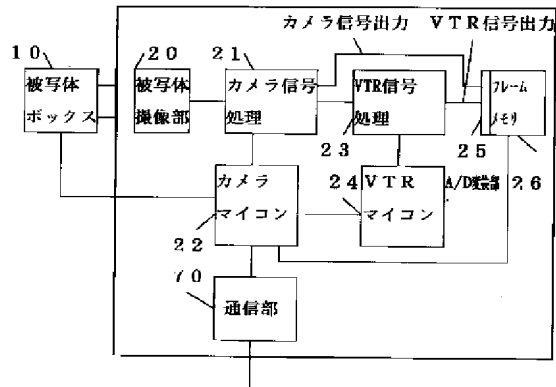 カメラ信号出力 VTR信号出力
10
20
21
被写体
ボックス
被写体
撮像部
カメラ信号
処理
VTR信号
処理
フレーム
メモリ
23
25
26
カメラ
マイコン
22
24
VTR
マイコン
A/D変換部
70
通信部